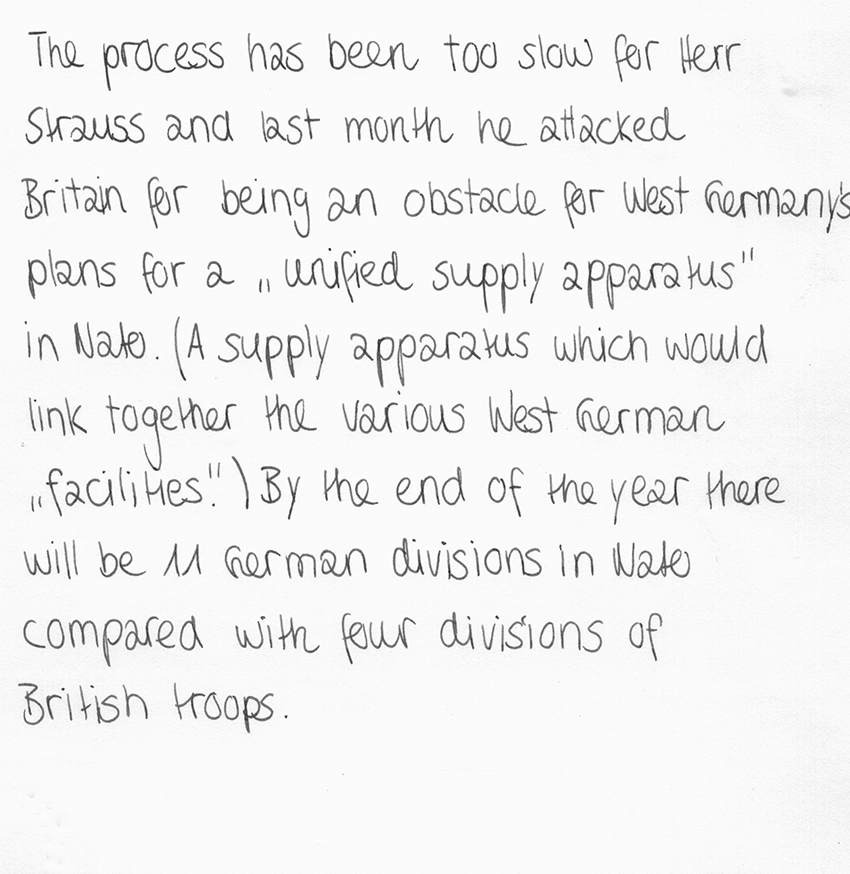 The process has been too slow for Herr
Strauss and last month he attacked
Britain for being an obstacle for West Germany's
plans for a „unified supply apparatus"
in Nato. (A supply apparatus which would
link together the various West German
„facilities".) By the end of the year there
will be 11 German divisions in Nato
compared with four divisions of
British troops.